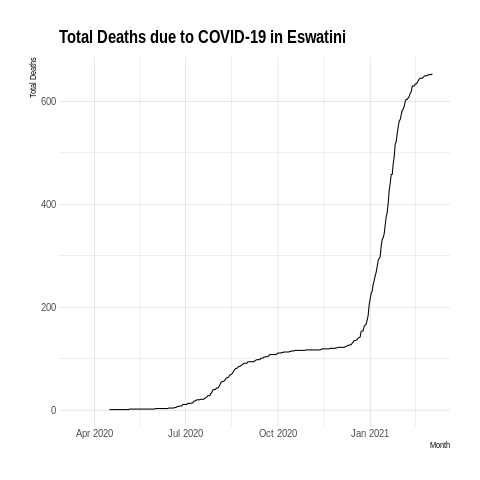 Total Deaths due to COVID-19 in Eswatini
Total Deaths
600
400
200
0
Apr 2020 Jul 2020 Oct 2020 Jan 2021
Month